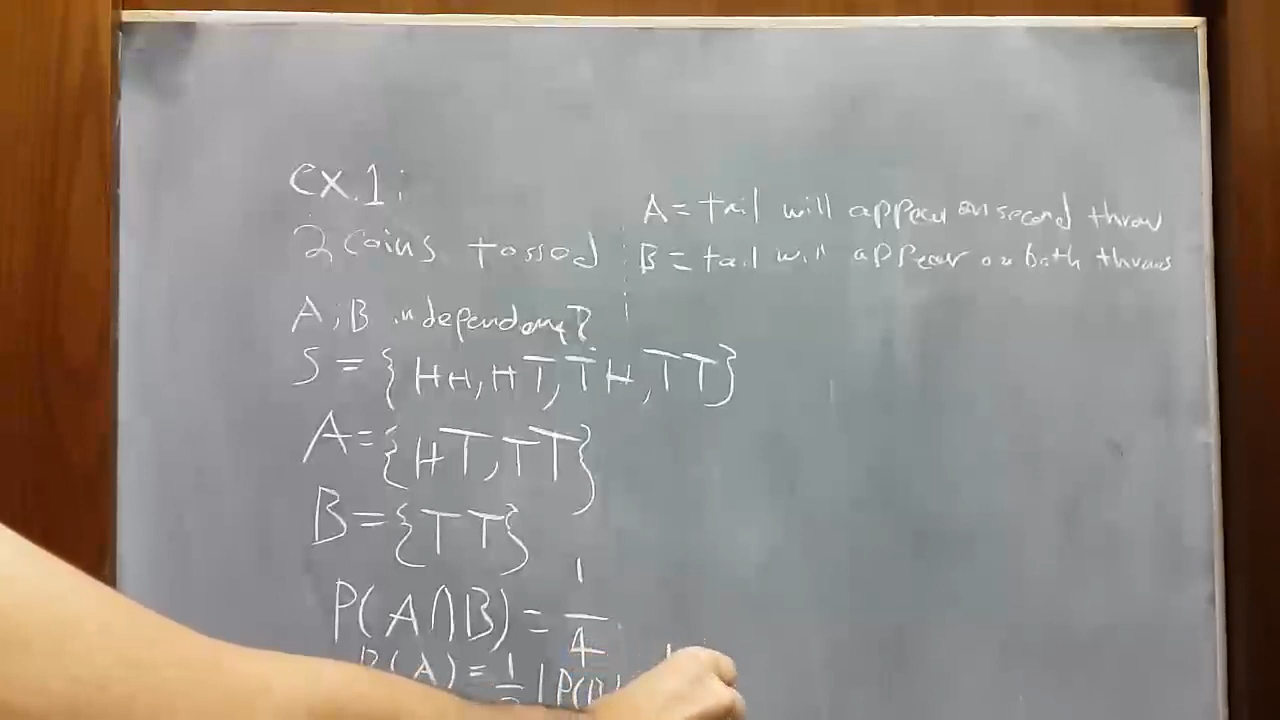 ex.1:
2 coins tossed
A = tail will appear on second throw
B = tail will appear on both throws
A, B independent?
S = {HH, HT, TH, TT}
A = {HT, TT}
B = {TT}
P(A∩B) = 1/4
P(A) = 1/2 | P(B)